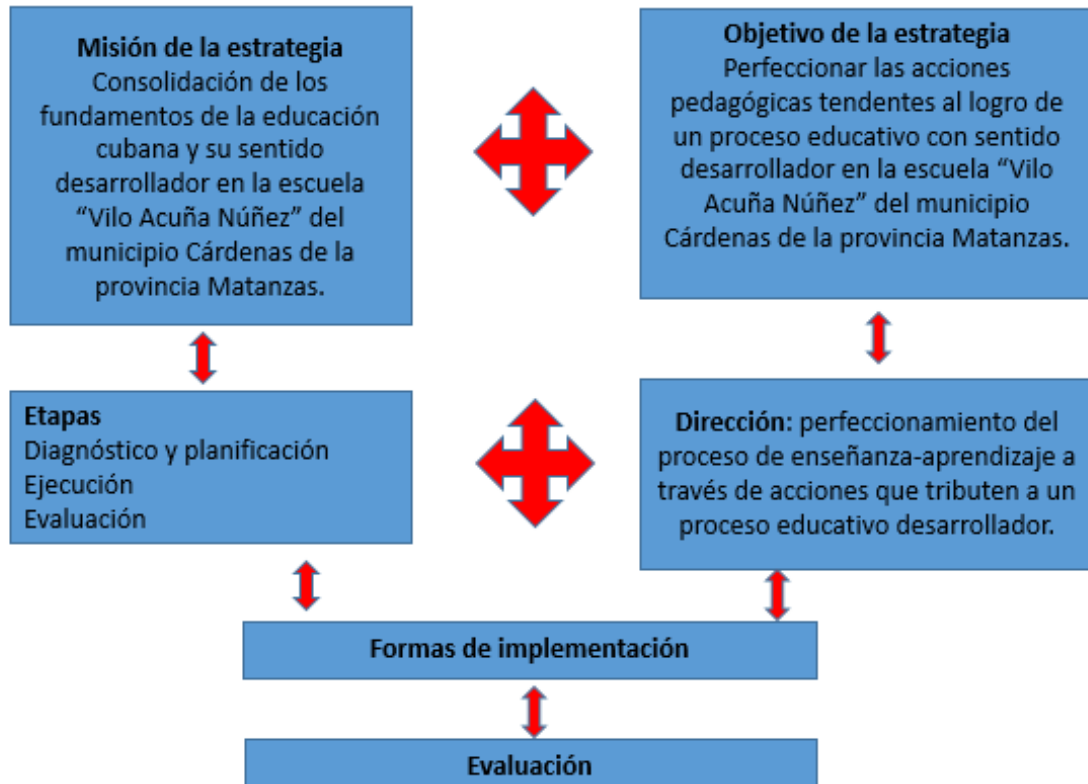 Misión de la estrategia
Consolidación de los
fundamentos de la educación
cubana y su sentido
desarrollador en la escuela
“Vilo Acuña Núñez” del
municipio Cárdenas de la
provincia Matanzas.
Objetivo de la estrategia
Perfeccionar las acciones
pedagógicas tendentes al logro de
un proceso educativo con sentido
desarrollador en la escuela “Vilo
Acuña Núñez” del municipio
Cárdenas de la provincia Matanzas.
Etapas
Diagnóstico y planificación
Ejecución
Evaluación
Dirección: perfeccionamiento del
proceso de enseñanza-aprendizaje a
través de acciones que tributen a un
proceso educativo desarrollador.
Formas de implementación
Evaluación